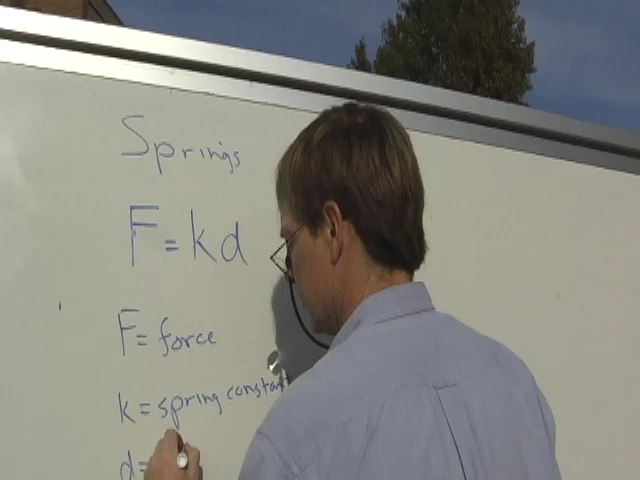 Springs
F = kd
F = force
k = spring constant
d =